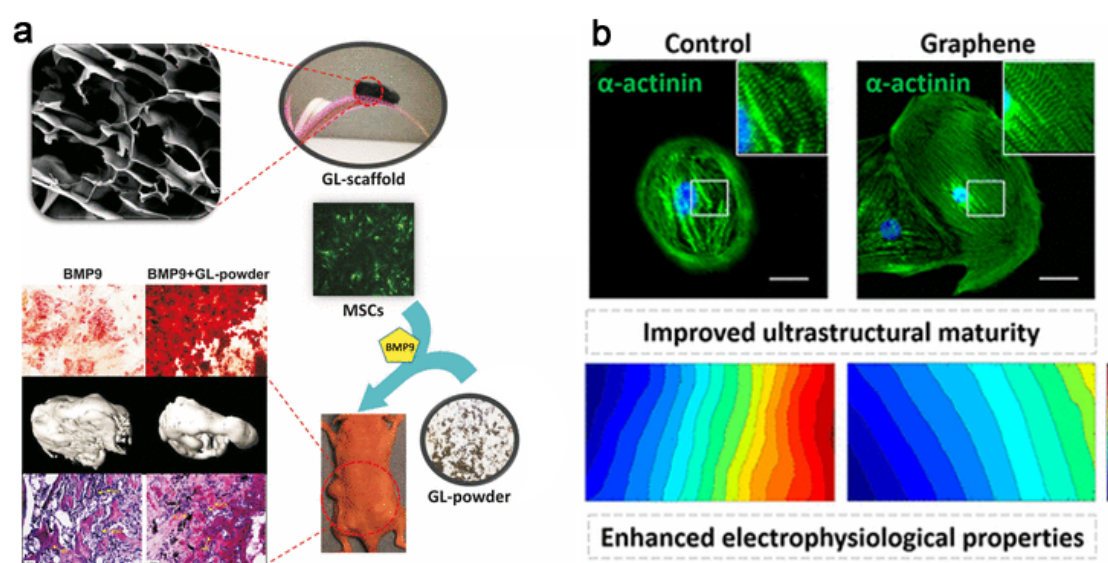 a
GL-scaffold
MSCs
BMP9
BMP9 BMP9+GL-powder
GL-powder
b
Control Graphene
α-actinin α-actinin
Improved ultrastructural maturity
Enhanced electrophysiological properties